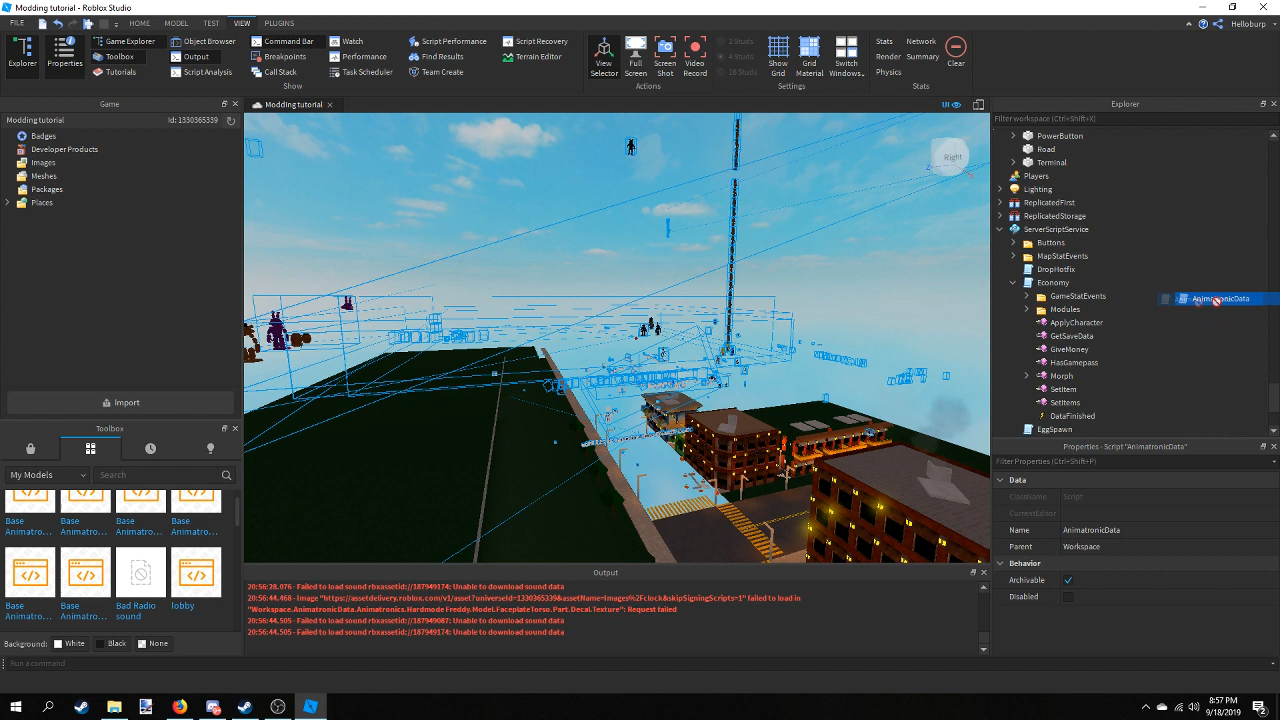 Modding tutorial - Roblox Studio
FILE
HOME
MODEL
TEST
VIEW
PLUGINS
Helloburp
Explorer
Properties
Game Explorer
Toolbox
Tutorials
Object Browser
Output
Script Analysis
Command Bar
Breakpoints
Call Stack
Watch
Performance
Task Scheduler
Script Performance
Find Results
Team Create
Script Recovery
Terrain Editor
Show
View
Selector
Full
Screen
Screen
Shot
Video
Record
Actions
2 Studs
4 Studs
16 Studs
Show
Grid
Grid
Material
Switch
Windows...
Settings
Stats
Network
Render
Summary
Physics
Clear
Stats
Game
Modding tutorial
Id: 1330365339
Badges
Developer Products
Images
Meshes
Packages
Places
Import
Toolbox
My Models
Search
Base
Animatro...
Base
Animatro...
Base
Animatro...
Base
Animatro...
Base
Animatro...
Base
Animatro...
Bad Radio
sound
lobby
Background:
White
Black
None
Run a command
Modding tutorial
UI
Right
Output
20:56:28.076 - Failed to load sound rbxassetid://187949174: Unable to download sound data
20:56:44.468 - Image "https://assetdelivery.roblox.com/v1/asset?universeId=1330365339&assetName=Images%2Fclock&skipSigningScripts=1" failed to load in
"Workspace.AnimatronicData.Animatronics.Hardmode Freddy.Model.FaceplateTorso.Part.Decal.Texture": Request failed
20:56:44.505 - Failed to load sound rbxassetid://187949087: Unable to download sound data
20:56:44.505 - Failed to load sound rbxassetid://187949174: Unable to download sound data
Explorer
Filter workspace (Ctrl+Shift+X)
PowerButton
Road
Terminal
Players
Lighting
ReplicatedFirst
ReplicatedStorage
ServerScriptService
Buttons
MapStatEvents
DropHotfix
Economy
GameStatEvents
AnimatronicData
Modules
ApplyCharacter
GetSaveData
GiveMoney
HasGamepass
Morph
SetItem
SetItems
DataFinished
EggSpawn
Properties - Script "AnimatronicData"
Filter Properties (Ctrl+Shift+P)
Data
ClassName
Script
CurrentEditor
Name
AnimatronicData
Parent
Workspace
Behavior
Archivable
Disabled
8:57 PM
9/18/2019
2